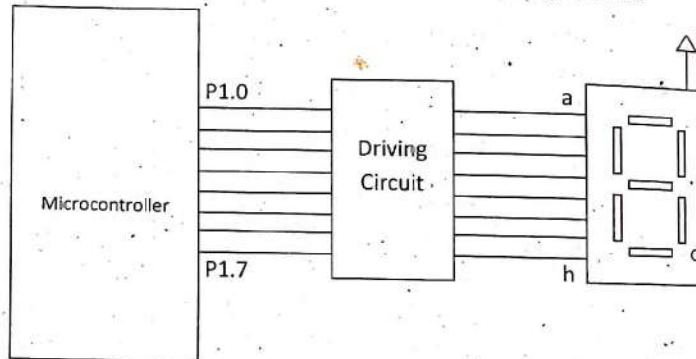 P1.0
a
Driving
Circuit
Microcontroller
P1.7
h